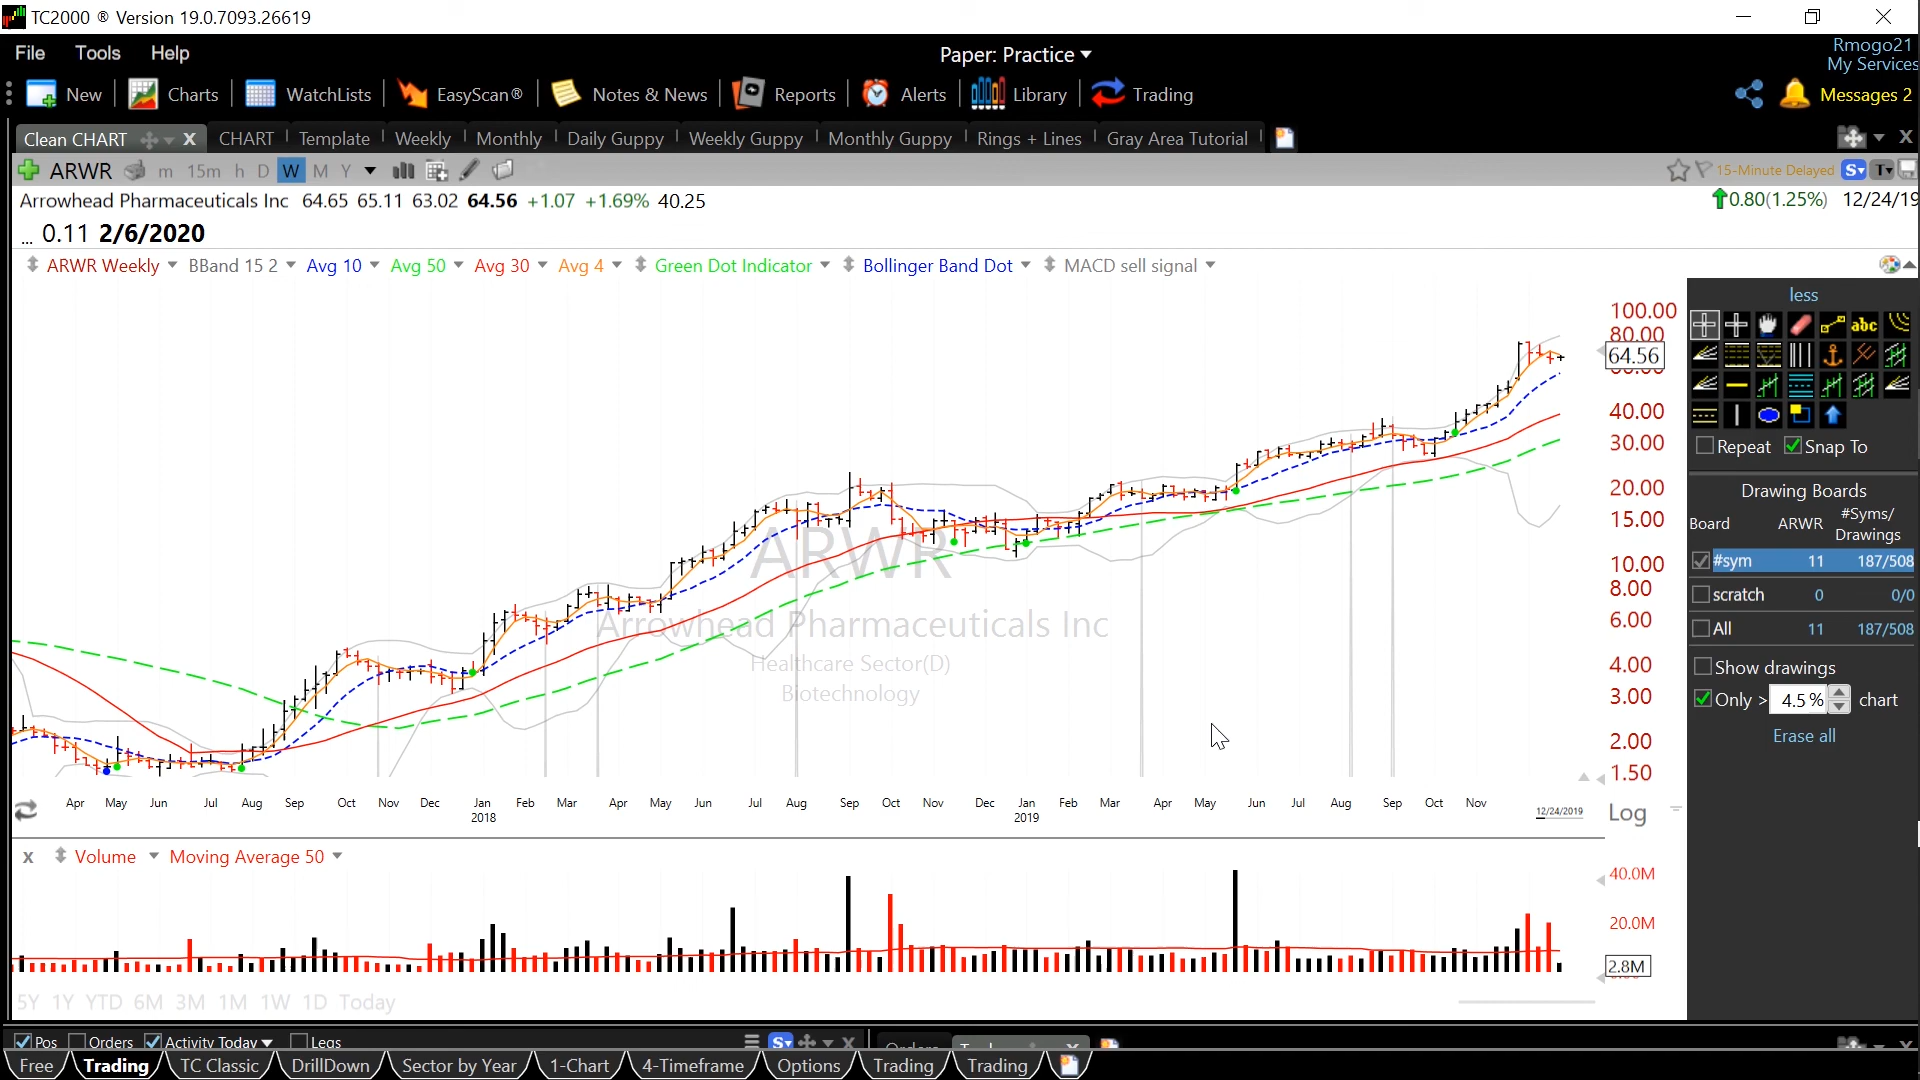 TC2000 ® Version 19.0.7093.26619
File Tools Help
Paper: Practice
Rmogo21
My Services
New Charts WatchLists EasyScan® Notes & News Reports Alerts Library Trading
Messages 2
Clean CHART X CHART Template Weekly Monthly Daily Guppy Weekly Guppy Monthly Guppy Rings + Lines Gray Area Tutorial X
ARWR m 15m h D W M Y
15-Minute Delayed S T
Arrowhead Pharmaceuticals Inc 64.65 65.11 63.02 64.56 +1.07 +1.69% 40.25
0.80(1.25%) 12/24/19
... 0.11 2/6/2020
ARWR Weekly BBand 15 2 Avg 10 Avg 50 Avg 30 Avg 4 Green Dot Indicator Bollinger Band Dot MACD sell signal
less
abc
Repeat Snap To
Drawing Boards
Board ARWR #Syms/
Drawings
#sym 11 187/508
scratch 0 0/0
All 11 187/508
Show drawings
Only > 4.5 % chart
Erase all
100.00
80.00
64.56
40.00
30.00
20.00
15.00
10.00
8.00
6.00
4.00
3.00
2.00
1.50
ARWR
Arrowhead Pharmaceuticals Inc
Healthcare Sector(D)
Biotechnology
Apr May Jun Jul Aug Sep Oct Nov Dec Jan Feb Mar Apr May Jun Jul Aug Sep Oct Nov Dec Jan Feb Mar Apr May Jun Jul Aug Sep Oct Nov 12/24/2019
2018 2019
Log
x Volume Moving Average 50
40.0M
20.0M
2.8M
5Y 1Y YTD 6M 3M 1M 1W 1D Today
Pos Orders Activity Today Legs
S X
Free Trading TC Classic DrillDown Sector by Year 1-Chart 4-Timeframe Options Trading Trading